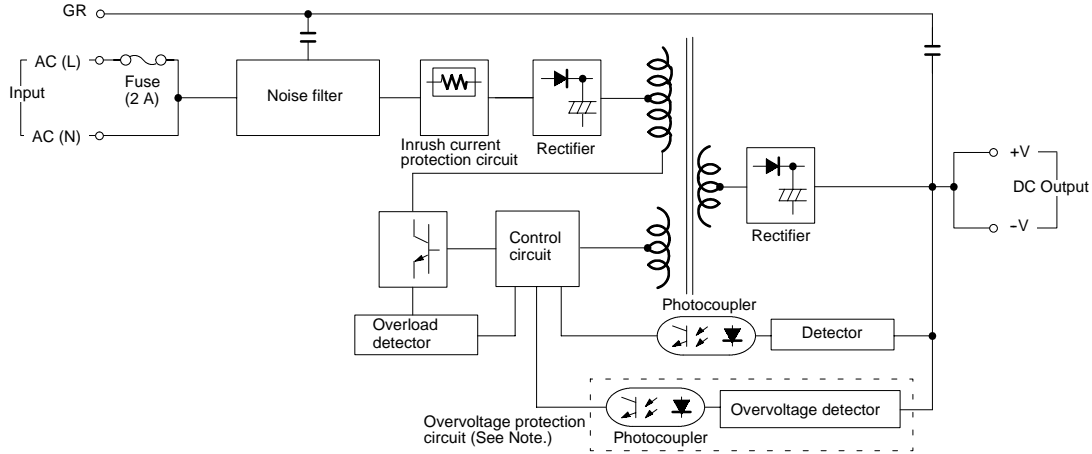 GR
AC (L)
Fuse
(2 A)
Input
AC (N)
Noise filter
Inrush current
protection circuit
Rectifier
+V
DC Output
−V
Rectifier
Control
circuit
Photocoupler
Overload
detector
Detector
Overvoltage protection
circuit (See Note.)
Photocoupler
Overvoltage detector